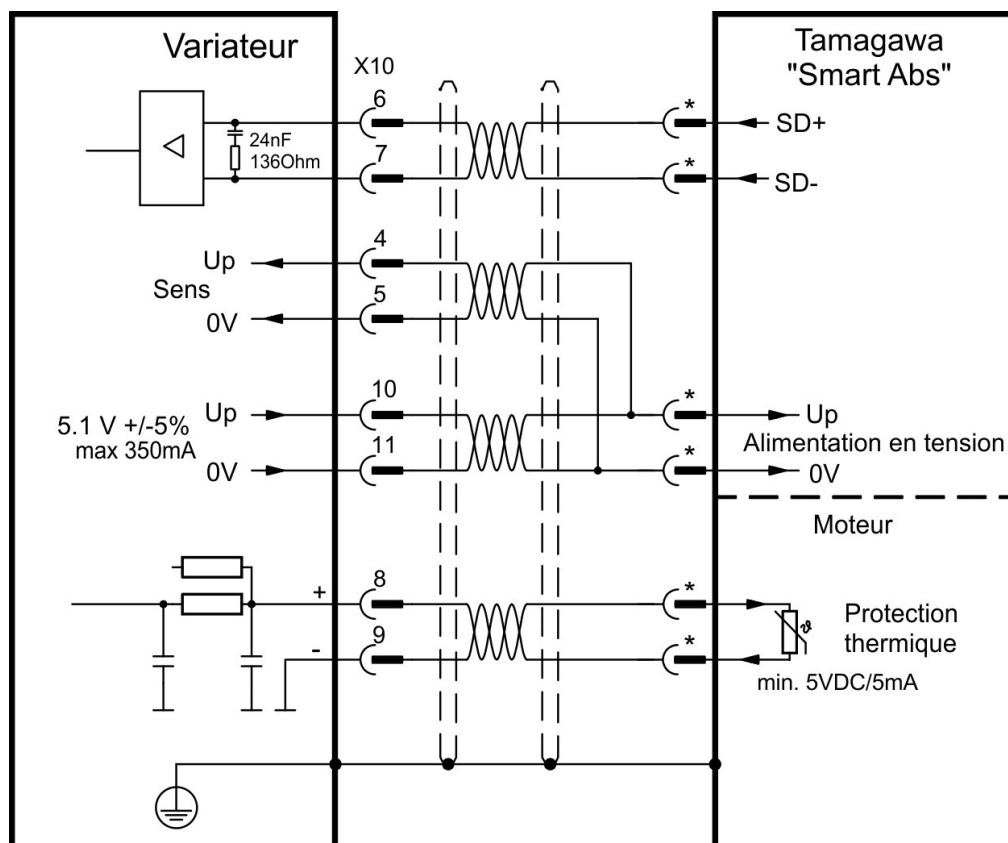 Variateur
X10
Tamagawa
"Smart Abs"
6
*
SD+
24nF
136Ohm
7
*
SD-
4
Up
Sens
5
0V
10
*
Up
Up
5.1 V +/-5%
max 350mA
11
Alimentation en tension
*
0V
0V
Moteur
8
*
+
Protection
thermique
ϑ
9
*
-
min. 5VDC/5mA